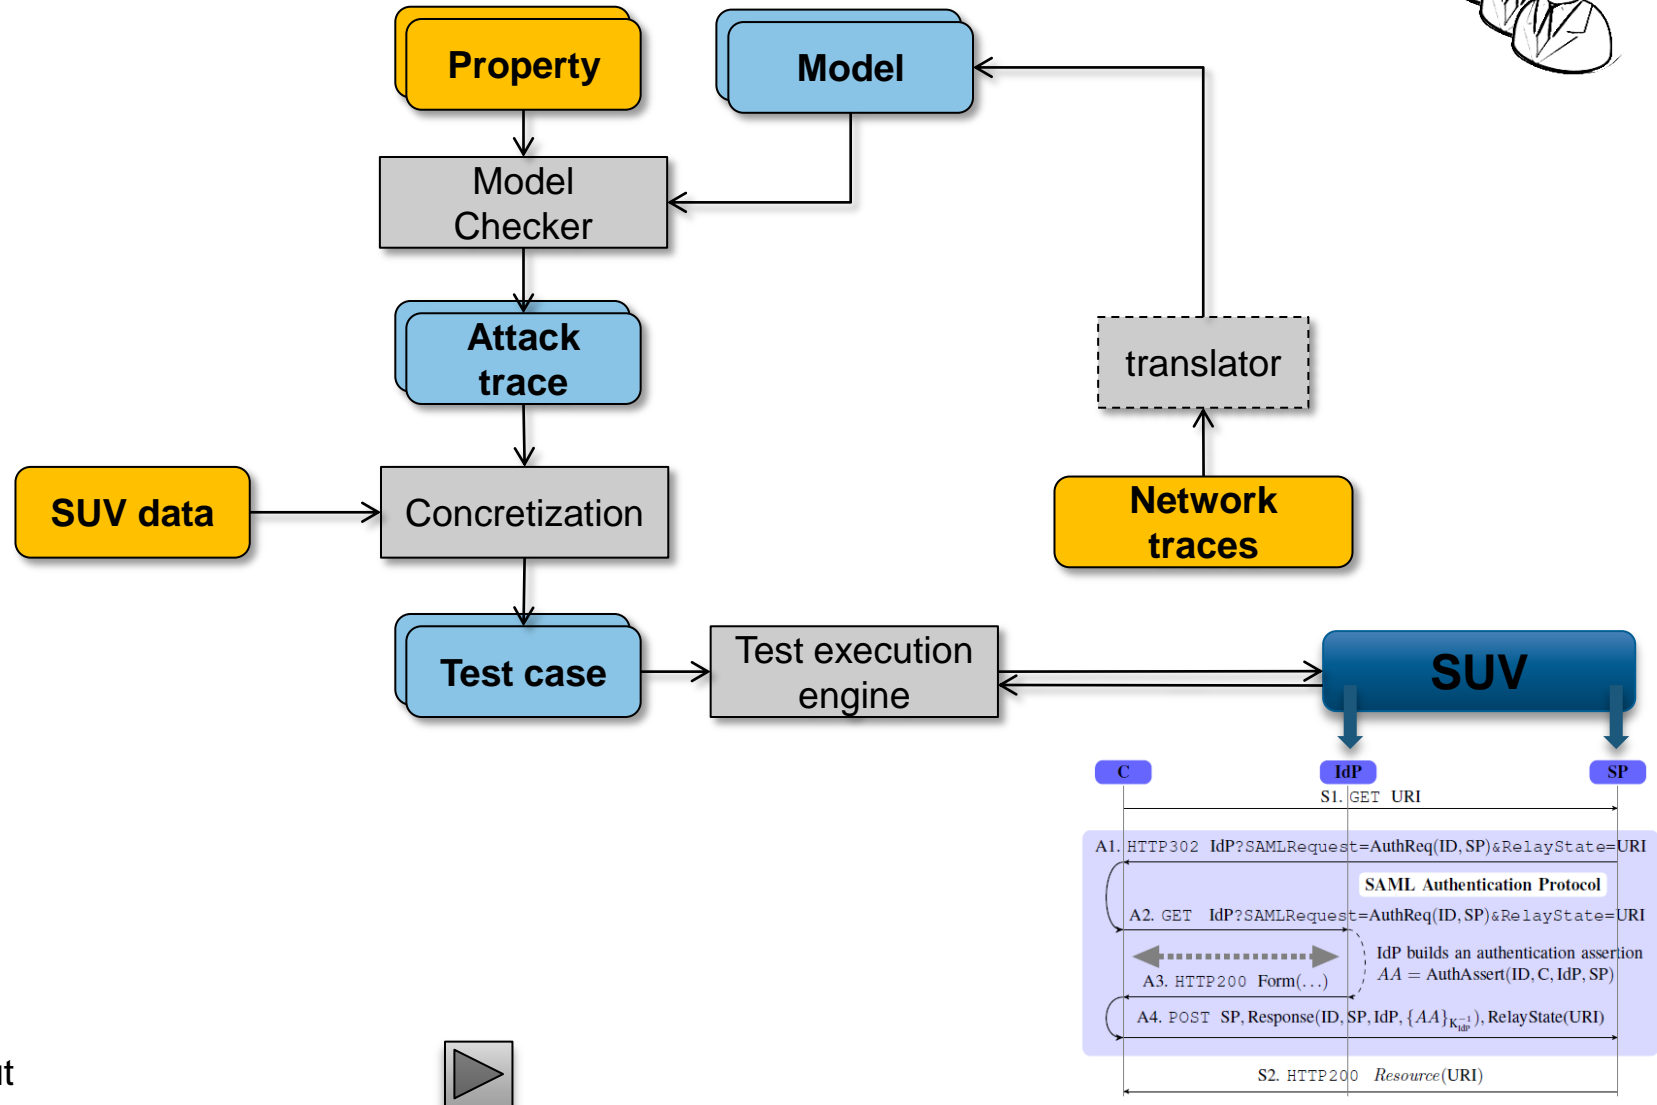 Property
Model
Model
Checker
Attack
trace
translator
SUV data
Concretization
Network
traces
Test case
Test execution
engine
SUV
C IdP SP
S1. GET URI
A1. HTTP302 IdP?SAMLRequest=AuthReq(ID, SP)&RelayState=URI
SAML Authentication Protocol
A2. GET IdP?SAMLRequest=AuthReq(ID, SP)&RelayState=URI
IdP builds an authentication assertion
AA = AuthAssert(ID, C, IdP, SP)
A3. HTTP200 Form(...)
A4. POST SP, Response(ID, SP, IdP, {AA}K_IdP^-1), RelayState(URI)
S2. HTTP200 Resource(URI)